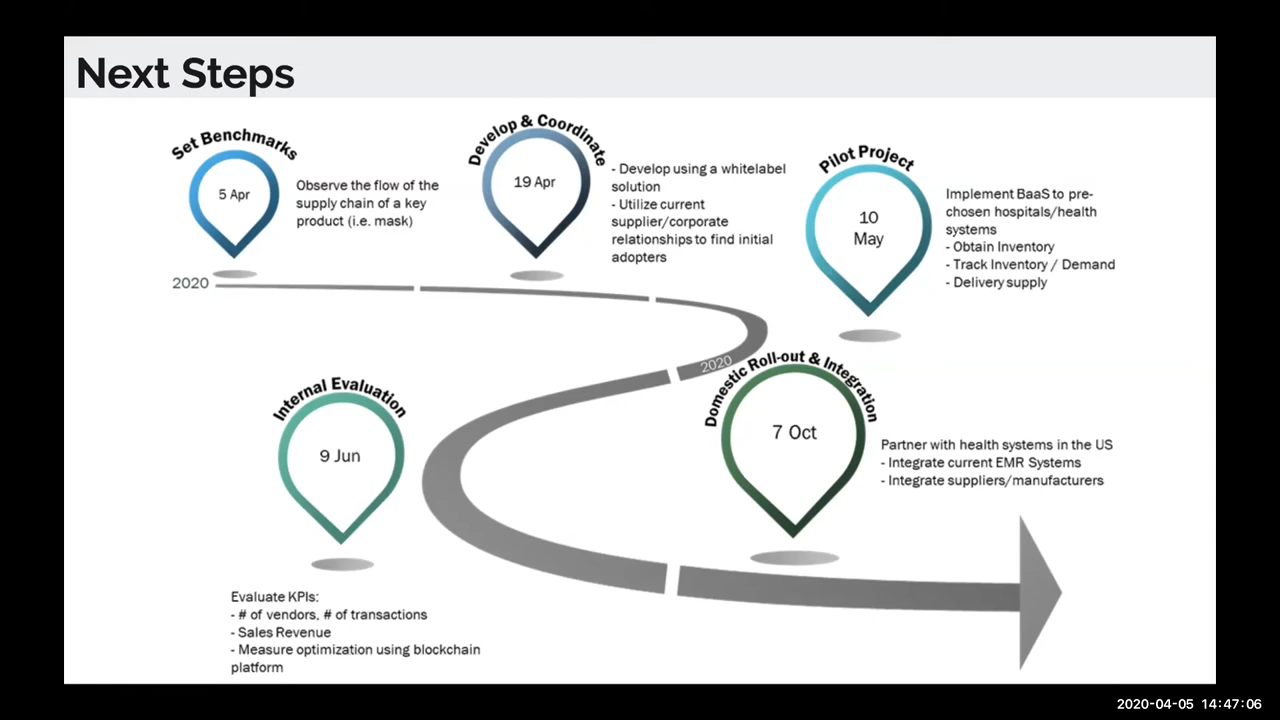 Next Steps
Set Benchmarks
5 Apr
Observe the flow of the
supply chain of a key
product (i.e. mask)
Develop & Coordinate
19 Apr
- Develop using a whitelabel
solution
- Utilize current
supplier/corporate
relationships to find initial
adopters
Pilot Project
10
May
Implement BaaS to pre-
chosen hospitals/health
systems
- Obtain Inventory
- Track Inventory / Demand
- Delivery supply
2020
2020
Internal Evaluation
9 Jun
Evaluate KPIs:
- # of vendors, # of transactions
- Sales Revenue
- Measure optimization using blockchain
platform
Domestic Roll-out & Integration
7 Oct
Partner with health systems in the US
- Integrate current EMR Systems
- Integrate suppliers/manufacturers
2020-04-05 14:47:06